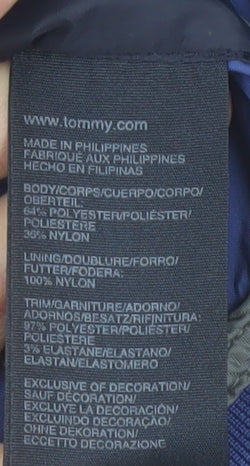 www.tommy.com
MADE IN PHILIPPINES
FABRIQUÉ AUX PHILIPPINES
HECHO EN FILIPINAS
BODY/CORPS/CUERPO/CORPO/
OBERTEIL:
64% POLYESTER/POLIÉSTER/
POLIESTERE
36% NYLON
LINING/DOUBLURE/FORRO/
FUTTER/FODERA:
100% NYLON
TRIM/GARNITURE/ADORNO/
ADORNOS/BESATZ/RIFINITURA:
97% POLYESTER/POLIÉSTER/
POLIESTERE
3% ELASTANE/ELASTANO/
ELASTAN/ELASTOMERO
EXCLUSIVE OF DECORATION/
SAUF DÉCORATION/
EXCLUYE LA DECORACIÓN/
EXCLUINDO DECORAÇÃO/
OHNE DEKORATION/
ECCETTO DECORAZIONE